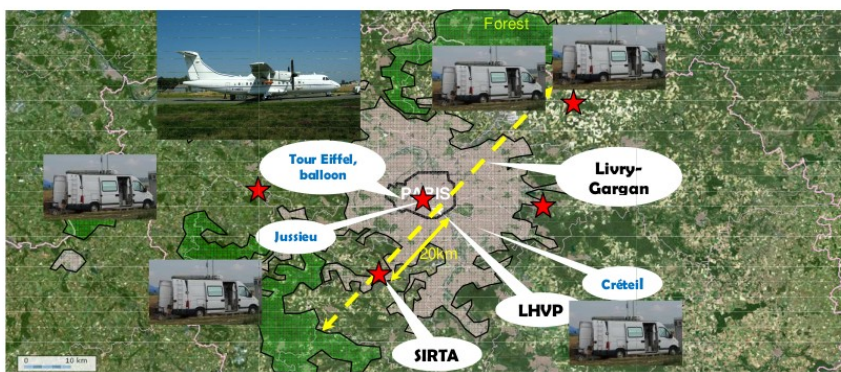 Forest
Tour Eiffel,
balloon
PARIS
Livry-
Gargan
Jussieu
20km
Créteil
LHVP
SIRTA
0 10 km